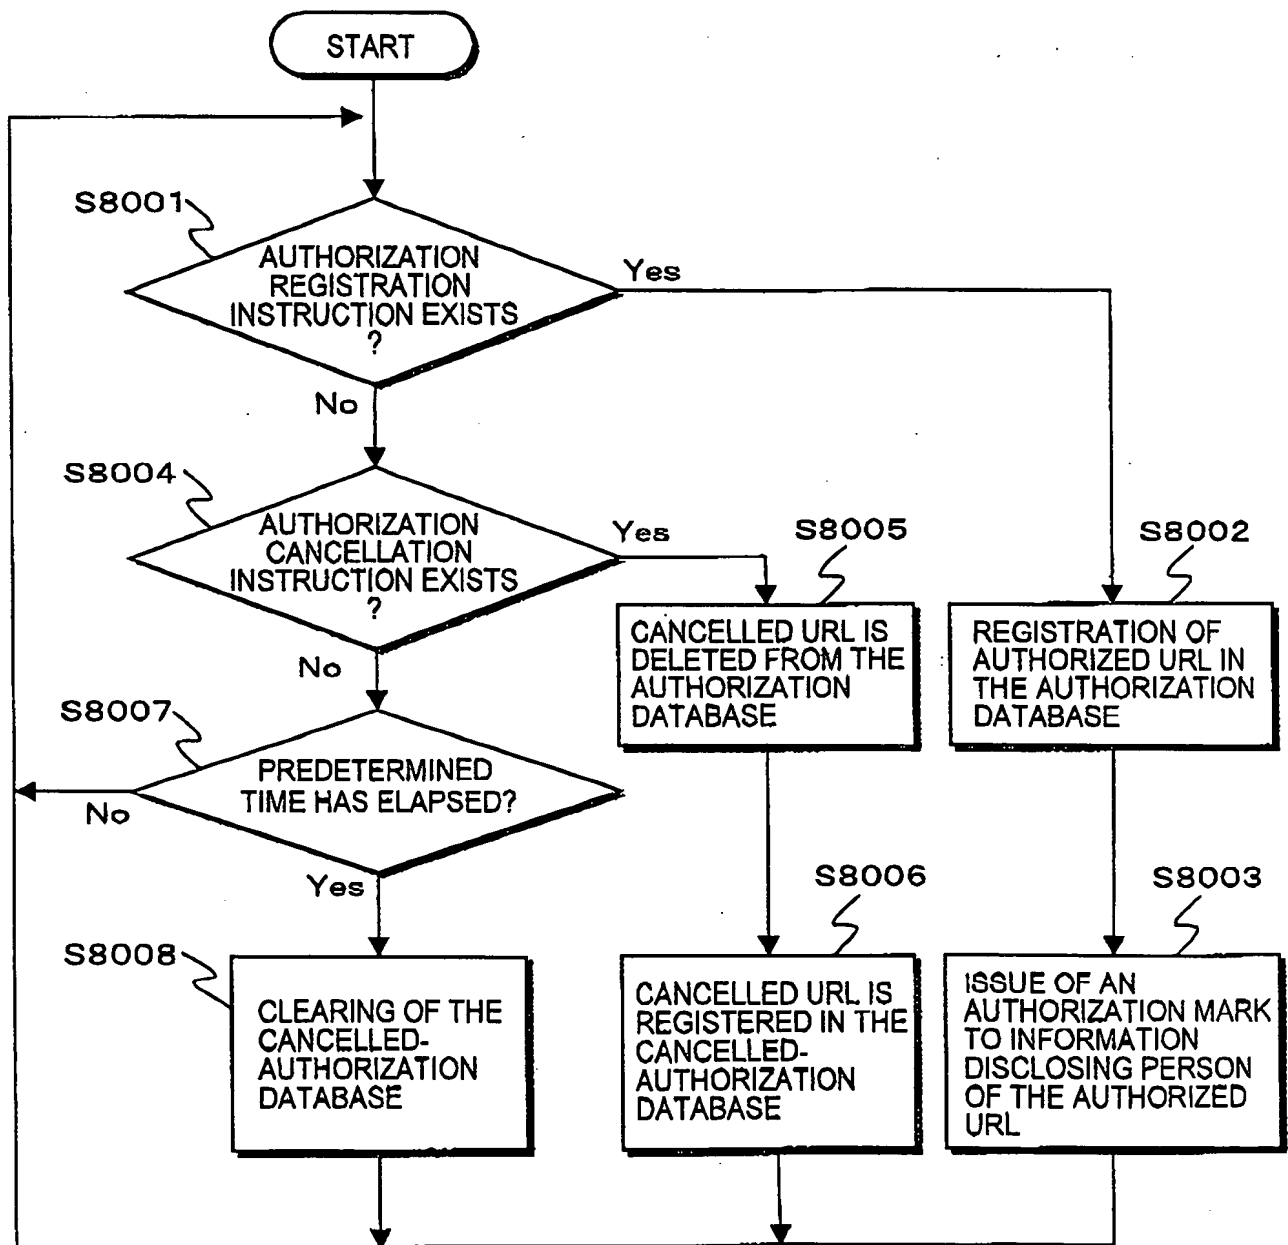 START
S8001
AUTHORIZATION
REGISTRATION
INSTRUCTION EXISTS
?
Yes
No
S8004
AUTHORIZATION
CANCELLATION
INSTRUCTION EXISTS
?
Yes
No
S8005
CANCELLED URL IS
DELETED FROM THE
AUTHORIZATION
DATABASE
S8002
REGISTRATION OF
AUTHORIZED URL IN
THE AUTHORIZATION
DATABASE
S8007
PREDETERMINED
TIME HAS ELAPSED?
No
Yes
S8008
CLEARING OF THE
CANCELLED-
AUTHORIZATION
DATABASE
S8006
CANCELLED URL IS
REGISTERED IN THE
CANCELLED-
AUTHORIZATION
DATABASE
S8003
ISSUE OF AN
AUTHORIZATION MARK
TO INFORMATION
DISCLOSING PERSON
OF THE AUTHORIZED
URL